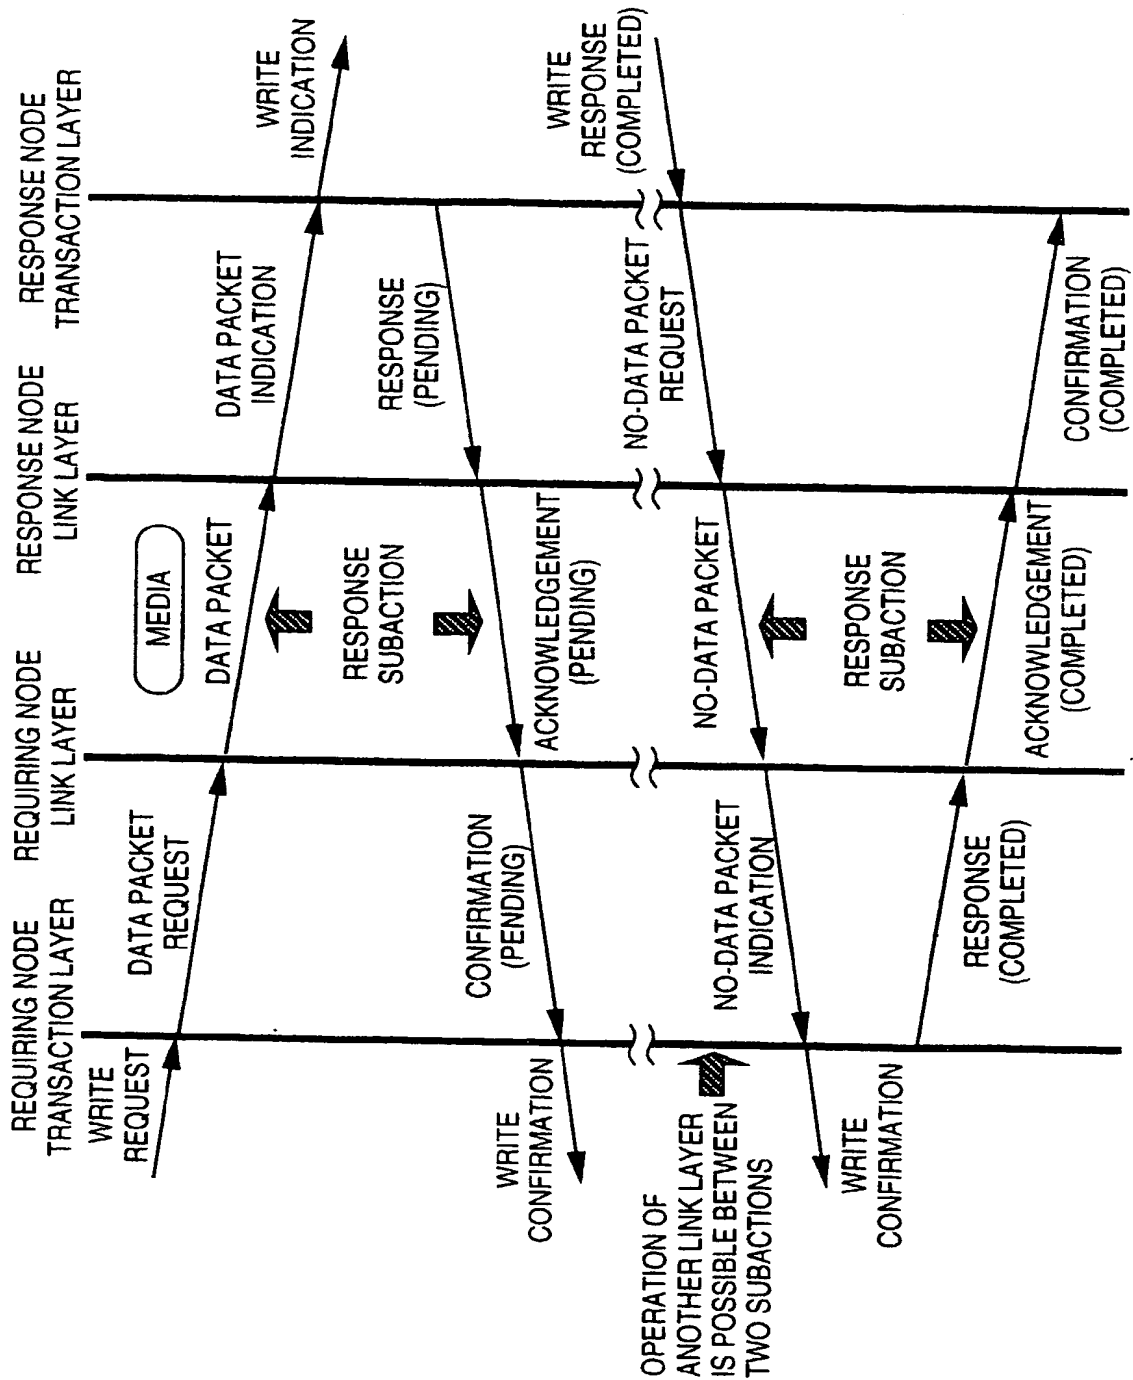 REQUIRING NODE
TRANSACTION LAYER
REQUIRING NODE
LINK LAYER
RESPONSE NODE
LINK LAYER
RESPONSE NODE
TRANSACTION LAYER
WRITE
REQUEST
DATA PACKET
REQUEST
MEDIA
DATA PACKET
DATA PACKET
INDICATION
WRITE
INDICATION
RESPONSE
SUBACTION
RESPONSE
(PENDING)
ACKNOWLEDGEMENT
(PENDING)
CONFIRMATION
(PENDING)
WRITE
CONFIRMATION
OPERATION OF
ANOTHER LINK LAYER
IS POSSIBLE BETWEEN
TWO SUBACTIONS
WRITE
RESPONSE
(COMPLETED)
NO-DATA PACKET
REQUEST
NO-DATA PACKET
NO-DATA PACKET
INDICATION
WRITE
CONFIRMATION
RESPONSE
SUBACTION
RESPONSE
(COMPLETED)
ACKNOWLEDGEMENT
(COMPLETED)
CONFIRMATION
(COMPLETED)